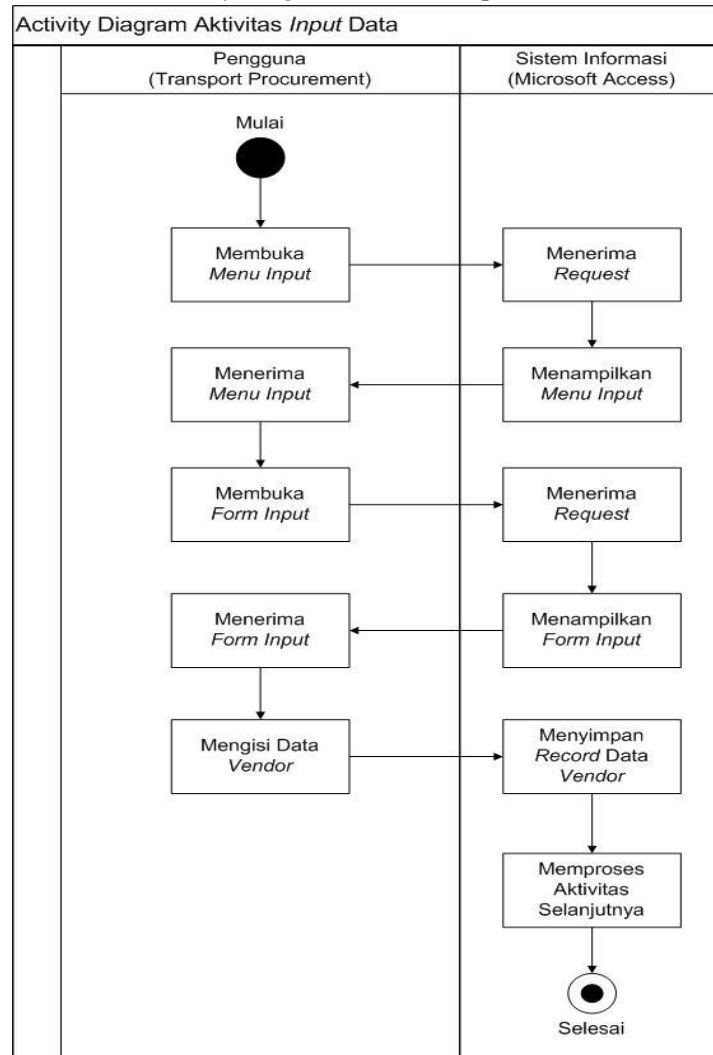 Activity Diagram Aktivitas Input Data
Pengguna
(Transport Procurement)
Sistem Informasi
(Microsoft Access)
Mulai
Membuka
Menu Input
Menerima
Request
Menerima
Menu Input
Menampilkan
Menu Input
Membuka
Form Input
Menerima
Request
Menerima
Form Input
Menampilkan
Form Input
Mengisi Data
Vendor
Menyimpan
Record Data
Vendor
Memproses
Aktivitas
Selanjutnya
Selesai